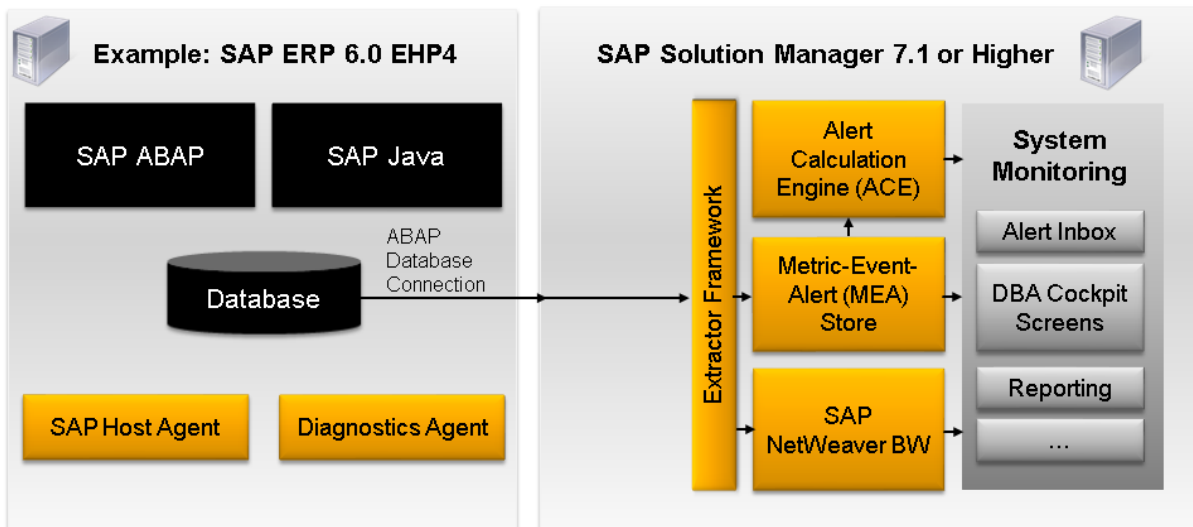 Example: SAP ERP 6.0 EHP4
SAP ABAP
SAP Java
ABAP
Database
Connection
Database
SAP Host Agent
Diagnostics Agent
SAP Solution Manager 7.1 or Higher
Extractor Framework
Alert
Calculation
Engine (ACE)
Metric-Event-
Alert (MEA)
Store
SAP
NetWeaver BW
System
Monitoring
Alert Inbox
DBA Cockpit
Screens
Reporting
...